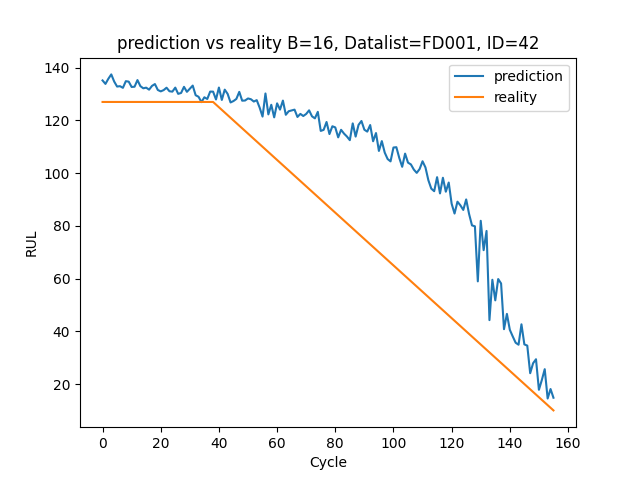 prediction vs reality B=16, Datalist=FD001, ID=42
prediction
reality
RUL
140
120
100
80
60
40
20
0 20 40 60 80 100 120 140 160
Cycle